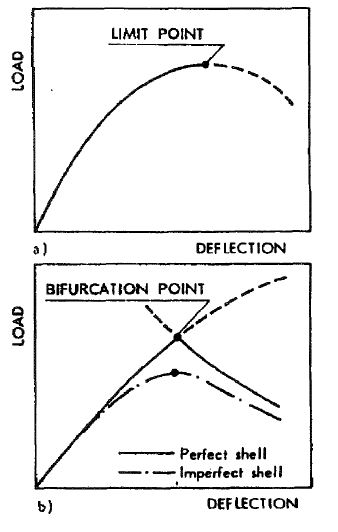 LIMIT POINT
LOAD
a) DEFLECTION
BIFURCATION POINT
LOAD
Perfect shell
Imperfect shell
b) DEFLECTION